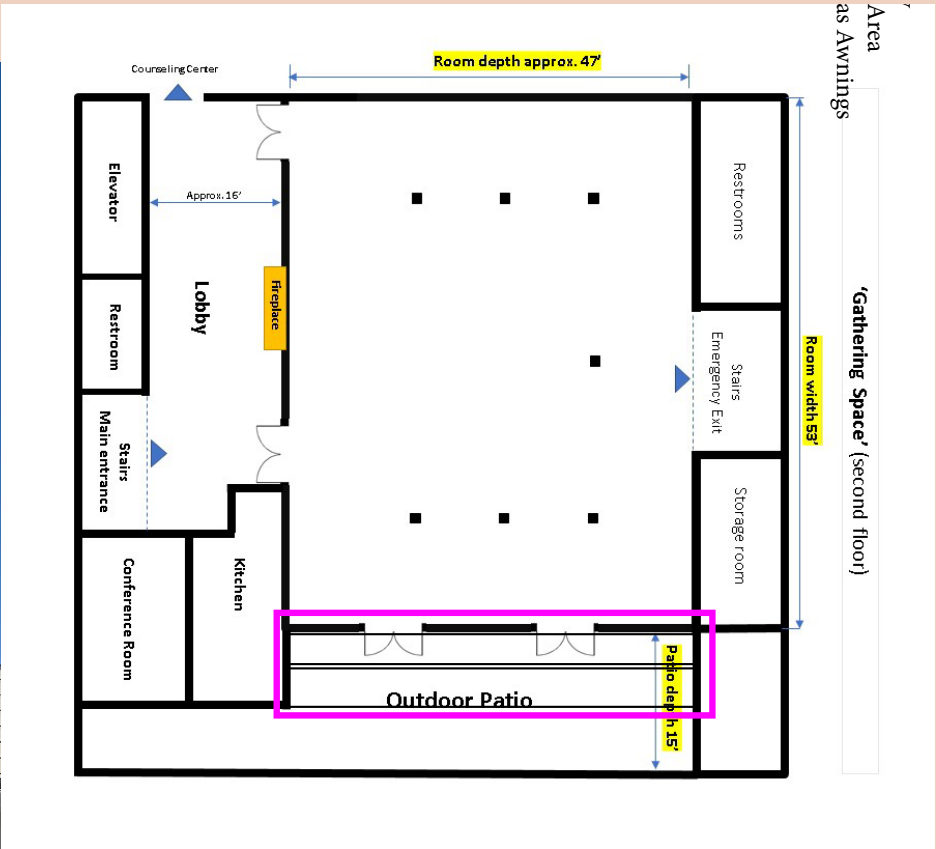 Area
as Awnings
Room depth approx. 47'
Counseling Center
Elevator
Approx. 16'
Restrooms
Lobby
Fireplace
Restroom
Stairs
Emergency Exit
Room width 53'
'Gathering Space' (second floor)
Stairs
Main entrance
Storage room
Conference Room
Kitchen
Outdoor Patio
Patio depth 15'